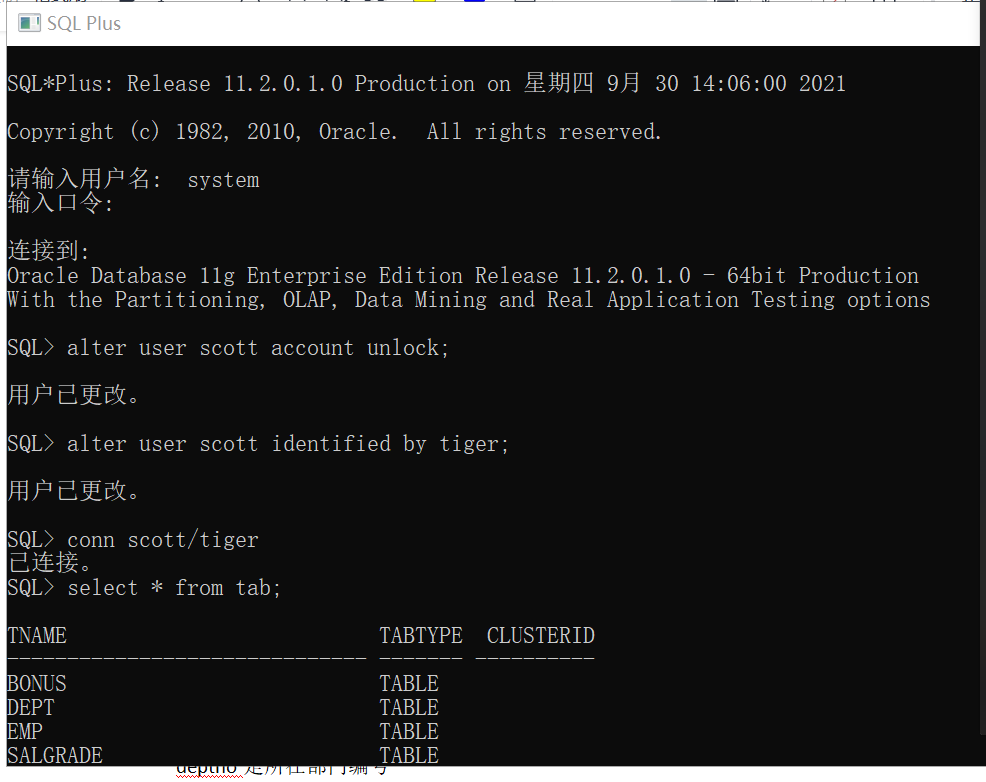 SQL Plus
SQL*Plus: Release 11.2.0.1.0 Production on 星期四 9月 30 14:06:00 2021
Copyright (c) 1982, 2010, Oracle.  All rights reserved.
请输入用户名:  system
输入口令:
连接到:
Oracle Database 11g Enterprise Edition Release 11.2.0.1.0 - 64bit Production
With the Partitioning, OLAP, Data Mining and Real Application Testing options
SQL> alter user scott account unlock;
用户已更改。
SQL> alter user scott identified by tiger;
用户已更改。
SQL> conn scott/tiger
已连接。
SQL> select * from tab;
TNAME                          TABTYPE  CLUSTERID
------------------------------ ------- ----------
BONUS                          TABLE
DEPT                           TABLE
EMP                            TABLE
SALGRADE                       TABLE
deptno 是所在部门编号